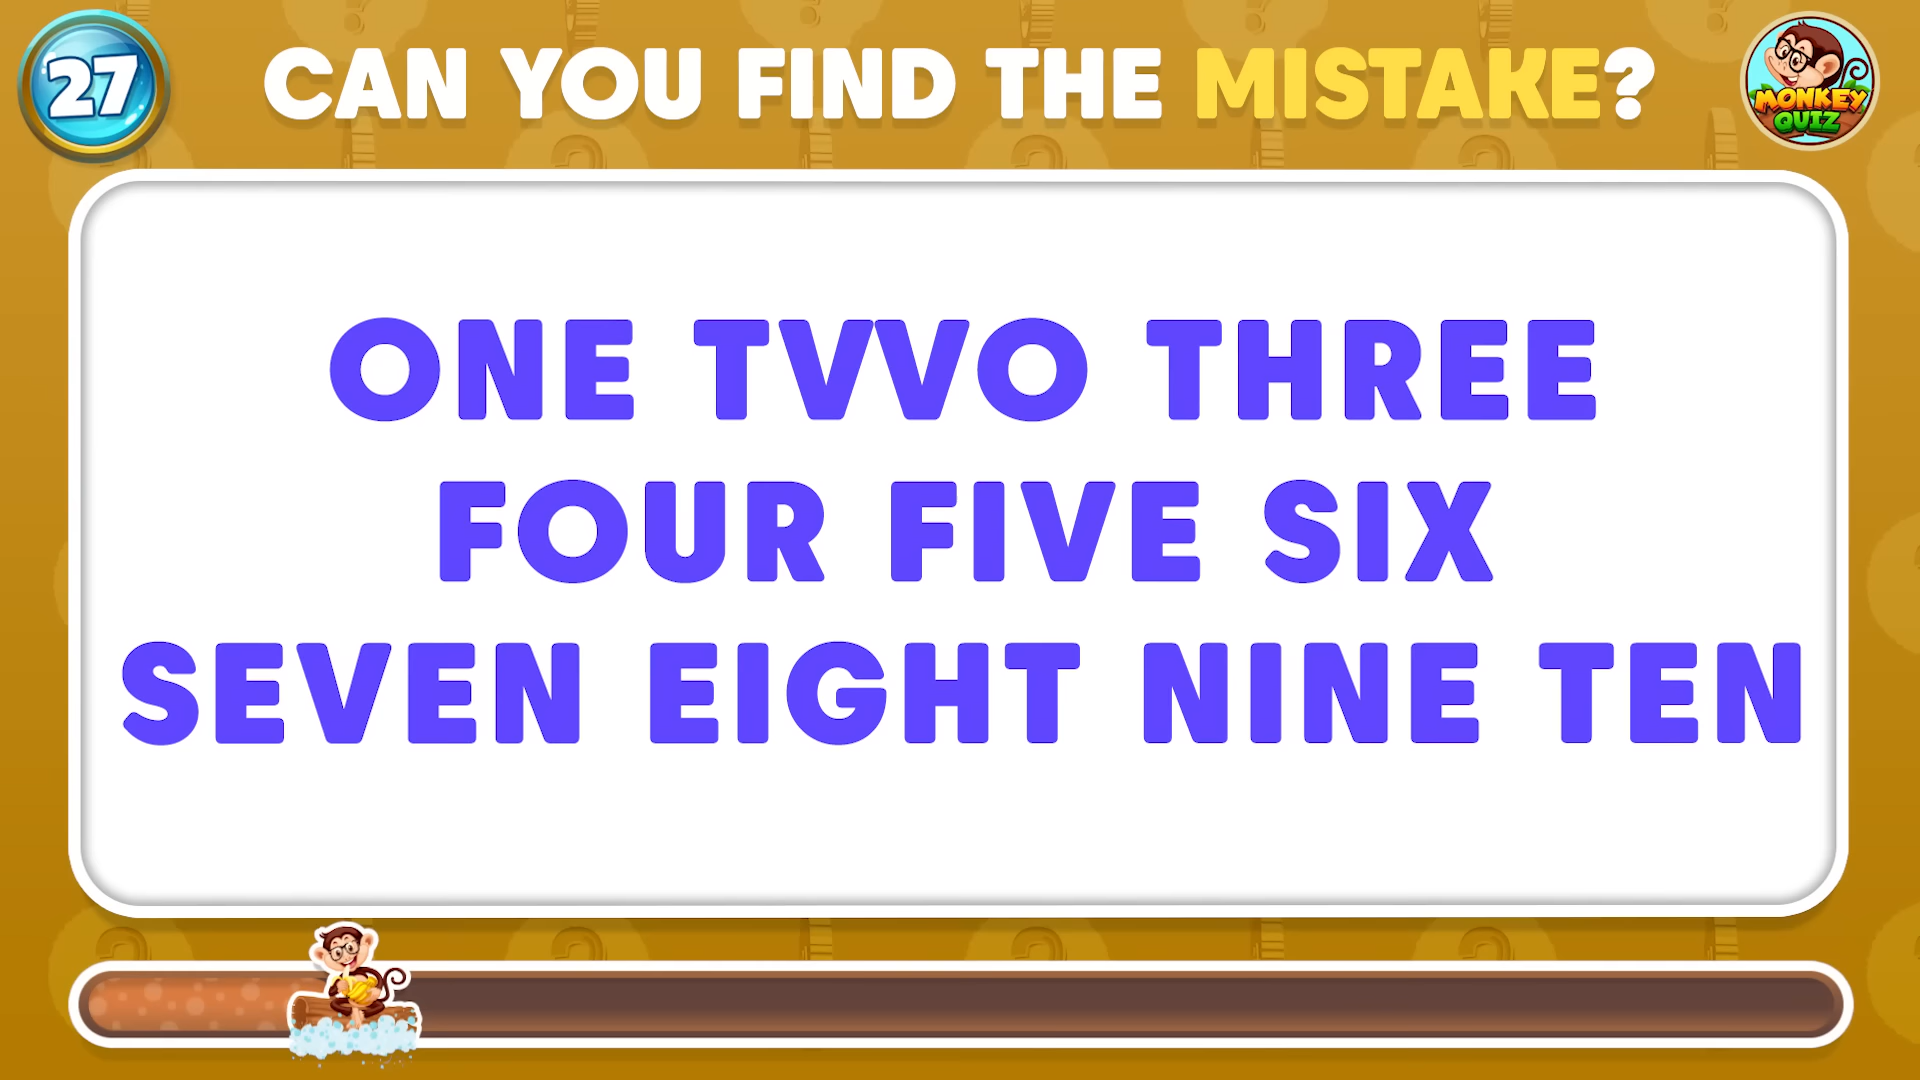 27
CAN YOU FIND THE MISTAKE?
MONKEY
QUIZ
ONE TVVO THREE
FOUR FIVE SIX
SEVEN EIGHT NINE TEN